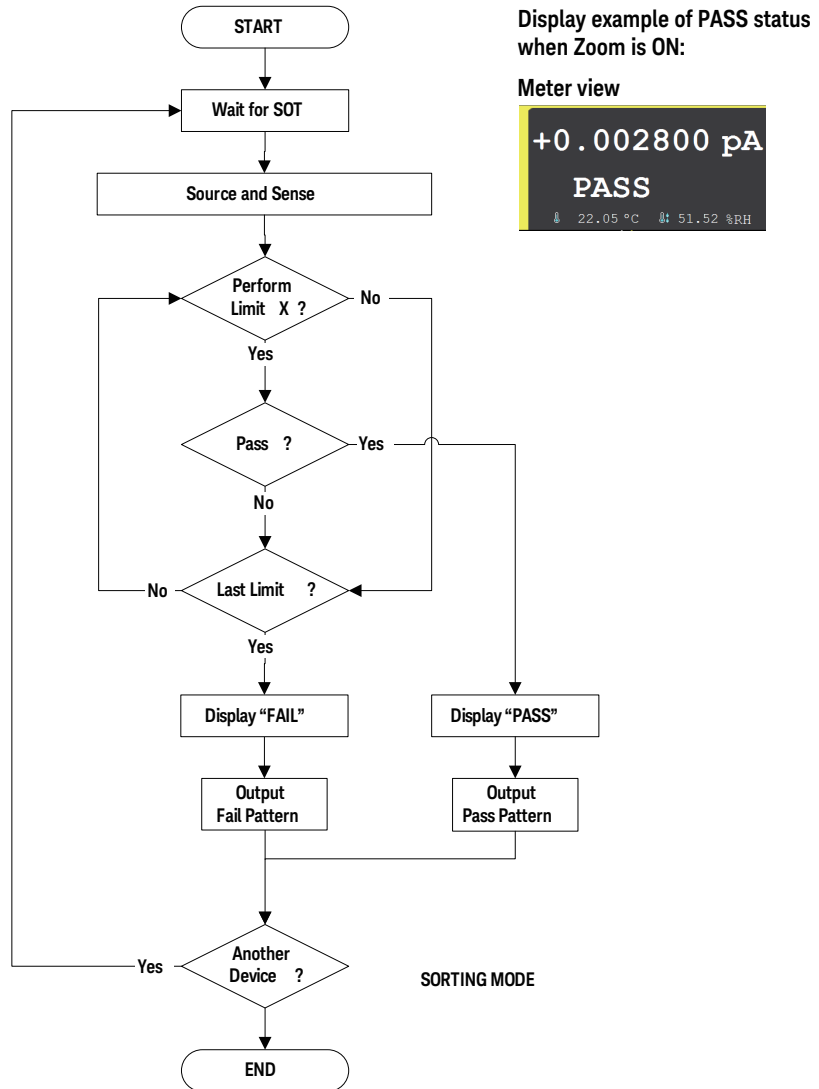 START
Wait for SOT
Source and Sense
Perform
Limit X ?
No
Yes
Pass ?
Yes
No
Last Limit ?
No
Yes
Display “FAIL”
Display “PASS”
Output
Fail Pattern
Output
Pass Pattern
Another
Device ?
Yes
SORTING MODE
END
Display example of PASS status
when Zoom is ON:
Meter view
+0.002800 pA
PASS
22.05 °C 51.52 %RH